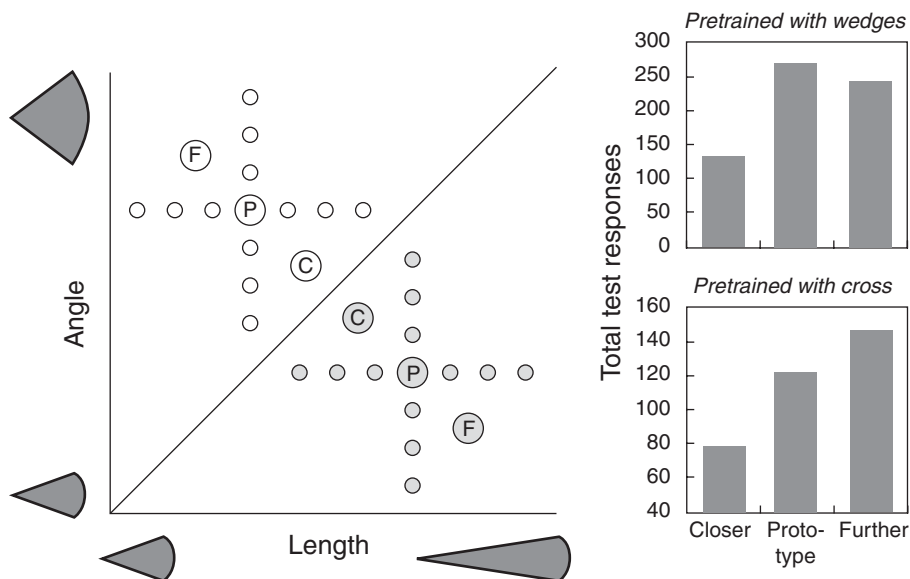 Pretrained with wedges
300
250
200
150
100
50
0
F
P
C
C
P
F
Angle
Length
Total test responses
Pretrained with cross
160
140
120
100
80
60
40
Closer
Proto-
type
Further